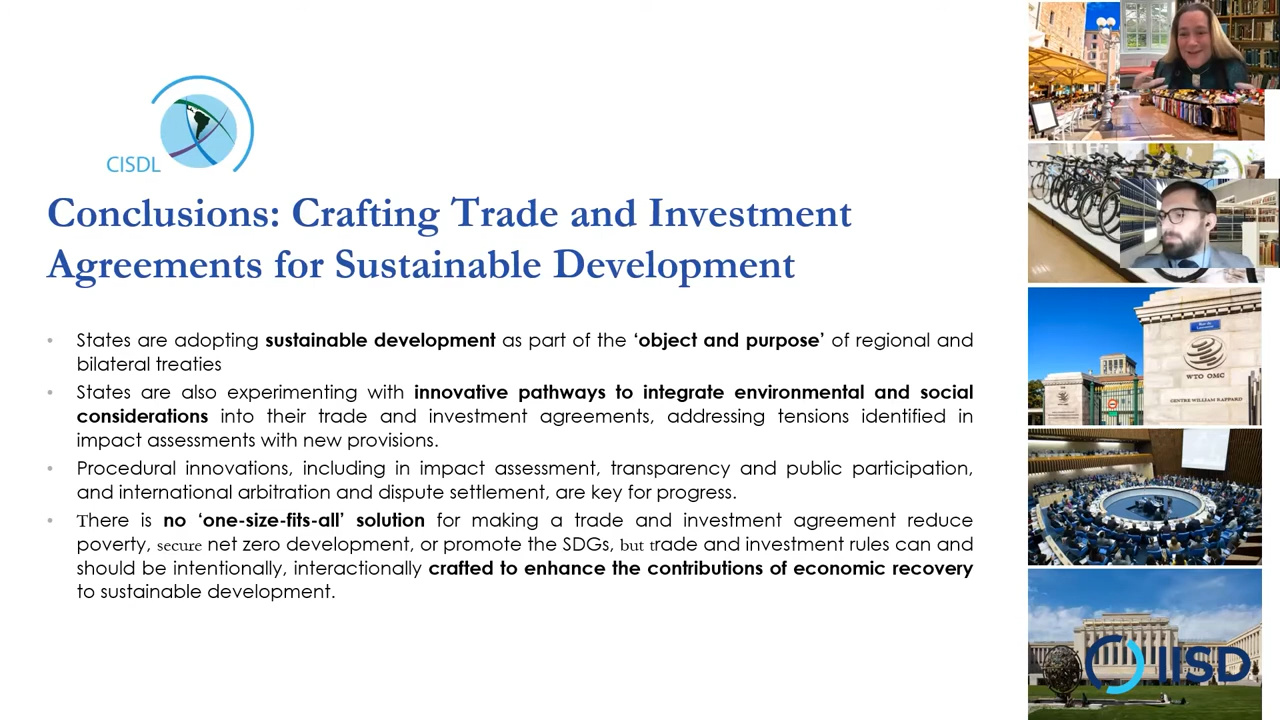 CISDL
Conclusions: Crafting Trade and Investment
Agreements for Sustainable Development
• States are adopting sustainable development as part of the ‘object and purpose’ of regional and
bilateral treaties
• States are also experimenting with innovative pathways to integrate environmental and social
considerations into their trade and investment agreements, addressing tensions identified in
impact assessments with new provisions.
• Procedural innovations, including in impact assessment, transparency and public participation,
and international arbitration and dispute settlement, are key for progress.
• There is no ‘one-size-fits-all’ solution for making a trade and investment agreement reduce
poverty, secure net zero development, or promote the SDGs, but trade and investment rules can and
should be intentionally, interactionally crafted to enhance the contributions of economic recovery
to sustainable development.
WTO OMC
CENTRE WILLIAM RAPPARD
IISD